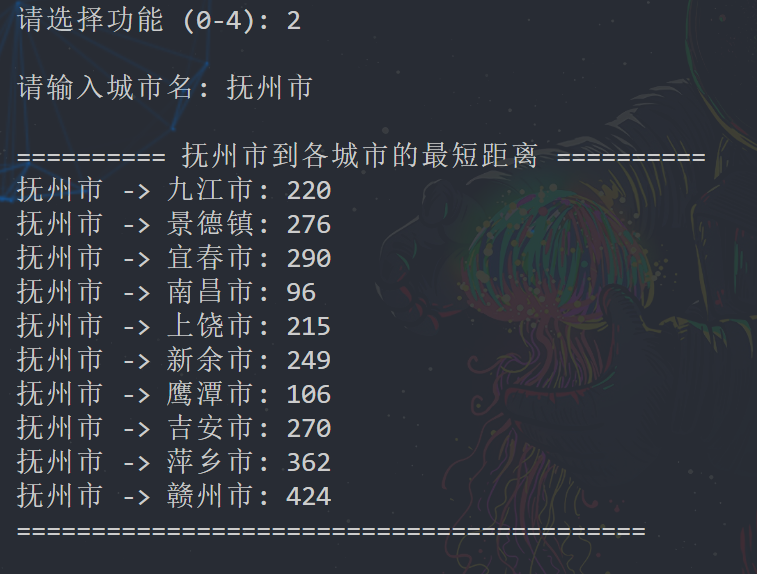 请选择功能 (0-4): 2
请输入城市名: 抚州市
========== 抚州市到各城市的最短距离 ==========
抚州市 -> 九江市: 220
抚州市 -> 景德镇: 276
抚州市 -> 宜春市: 290
抚州市 -> 南昌市: 96
抚州市 -> 上饶市: 215
抚州市 -> 新余市: 249
抚州市 -> 鹰潭市: 106
抚州市 -> 吉安市: 270
抚州市 -> 萍乡市: 362
抚州市 -> 赣州市: 424
==========================================